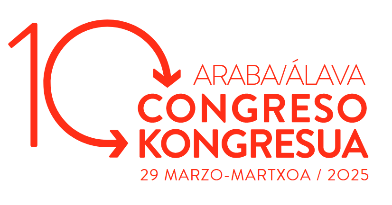 10
ARABA/ÁLAVA
CONGRESO
KONGRESUA
29 MARZO-MARTXOA / 2025